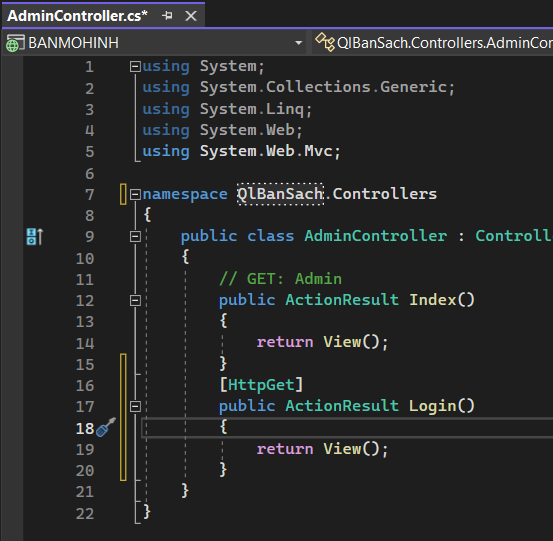 AdminController.cs*
BANMOHINH
QlBanSach.Controllers.AdminCo
1 using System;
2 using System.Collections.Generic;
3 using System.Linq;
4 using System.Web;
5 using System.Web.Mvc;
6
7 namespace QlBanSach.Controllers
8 {
9 public class AdminController : Controll
10 {
11 // GET: Admin
12 public ActionResult Index()
13 {
14 return View();
15 }
16 [HttpGet]
17 public ActionResult Login()
18 {
19 return View();
20 }
21 }
22 }